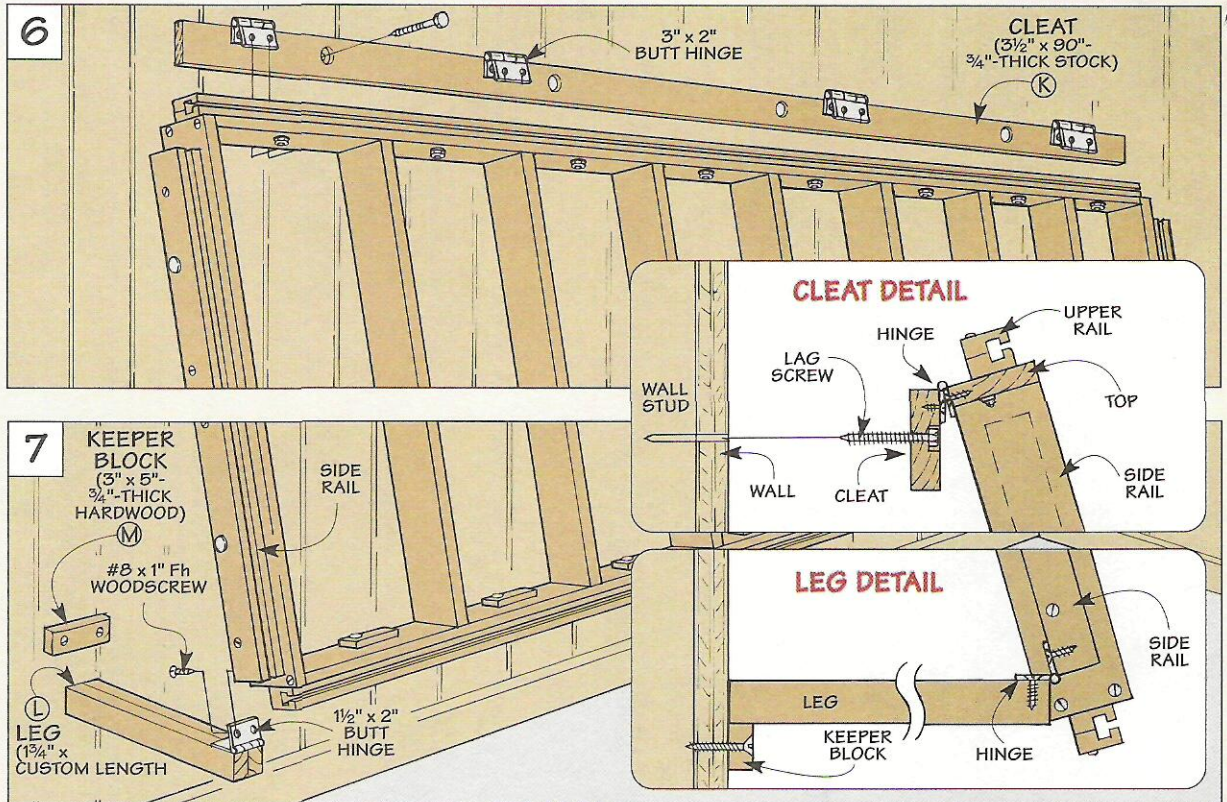 6
3" x 2"
BUTT HINGE
CLEAT
(3½" x 90"-
¾"-THICK STOCK)
K
CLEAT DETAIL
UPPER
RAIL
HINGE
LAG
SCREW
WALL
STUD
TOP
SIDE
RAIL
WALL
CLEAT
7
KEEPER
BLOCK
(3" x 5"-
¾"-THICK
HARDWOOD)
M
SIDE
RAIL
#8 x 1" Fh
WOODSCREW
L
LEG
(1¾" x
CUSTOM LENGTH
1½" x 2"
BUTT
HINGE
LEG DETAIL
SIDE
RAIL
LEG
KEEPER
BLOCK
HINGE